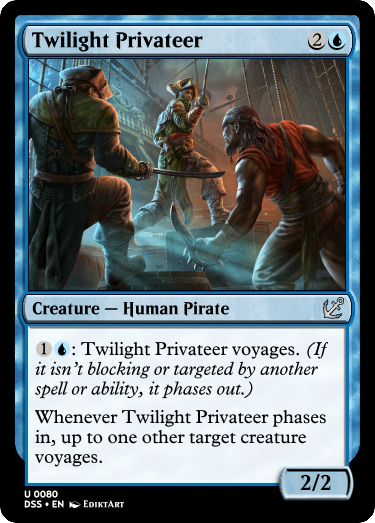 Twilight Privateer 2
1 : Twilight Privateer voyages. (If
it isn't blocking or targeted by another
spell or ability, it phases out.)
Whenever Twilight Privateer phases
in, up to one other target creature
voyages.
Creature — Human Pirate
2/2
U 0080
DSS • EN EdiktArt